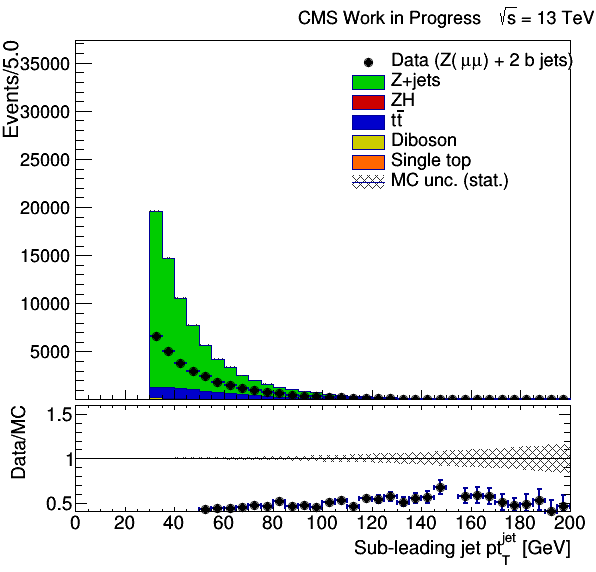 CMS Work in Progress √s = 13 TeV
Events/5.0
35000
30000
25000
20000
15000
10000
5000
Data (Z(μμ) + 2 b jets)
Z+jets
ZH
tt̅
Diboson
Single top
MC unc. (stat.)
Data/MC
1.5
1
0.5
0 20 40 60 80 100 120 140 160 180 200
Sub-leading jet pt_T^jet [GeV]